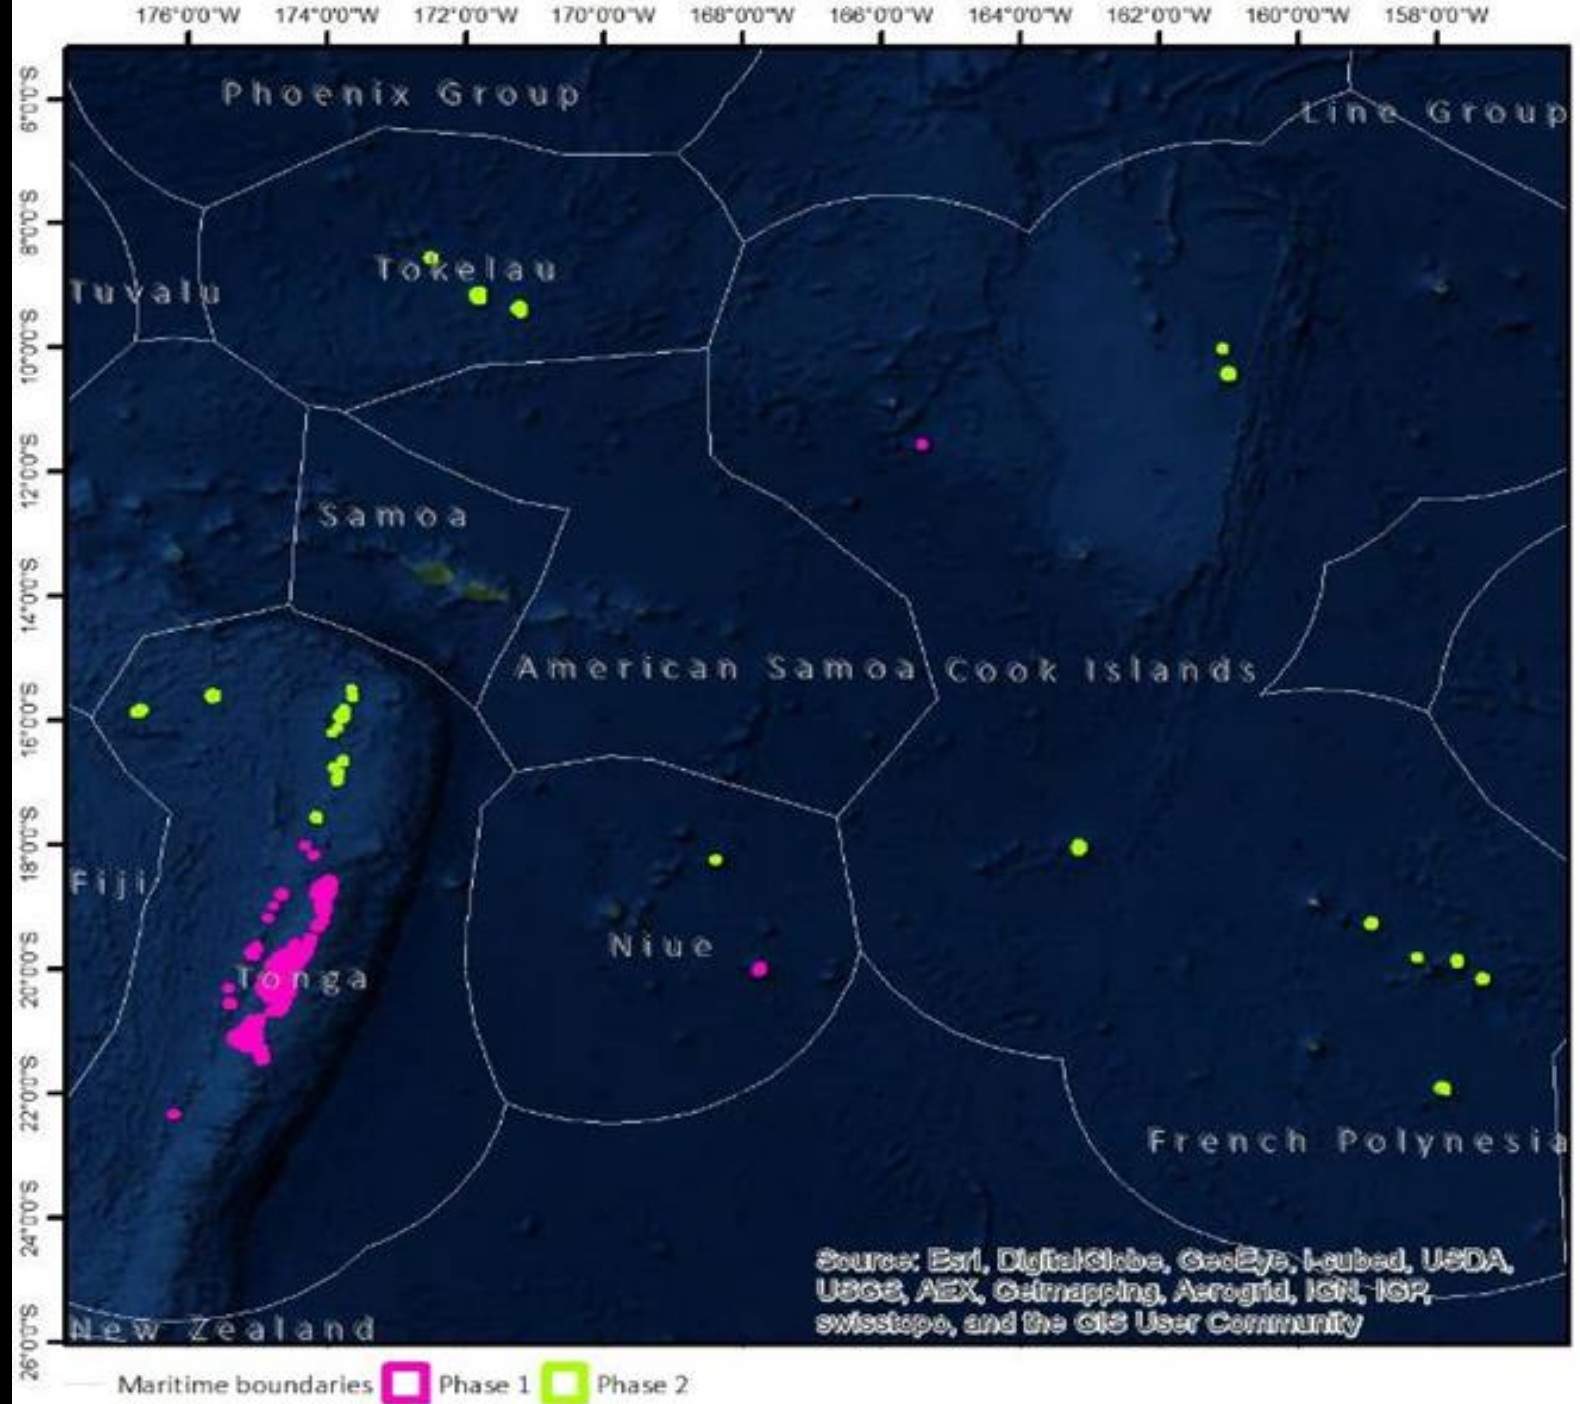 176°0'0"W 174°0'0"W 172°0'0"W 170°0'0"W 168°0'0"W 166°0'0"W 164°0'0"W 162°0'0"W 160°0'0"W 158°0'0"W
6°0'0"S
8°0'0"S
10°0'0"S
12°0'0"S
14°0'0"S
16°0'0"S
18°0'0"S
20°0'0"S
22°0'0"S
24°0'0"S
26°0'0"S
Phoenix Group
Line Group
Tokelau
Tuvalu
Samoa
American Samoa
Cook Islands
Fiji
Niue
Tonga
French Polynesia
New Zealand
Source: Esri, DigitalGlobe, GeoEye, i-cubed, USDA,
USGS, AEX, Getmapping, Aerogrid, IGN, IGP,
swisstopo, and the GIS User Community
Maritime boundaries Phase 1 Phase 2